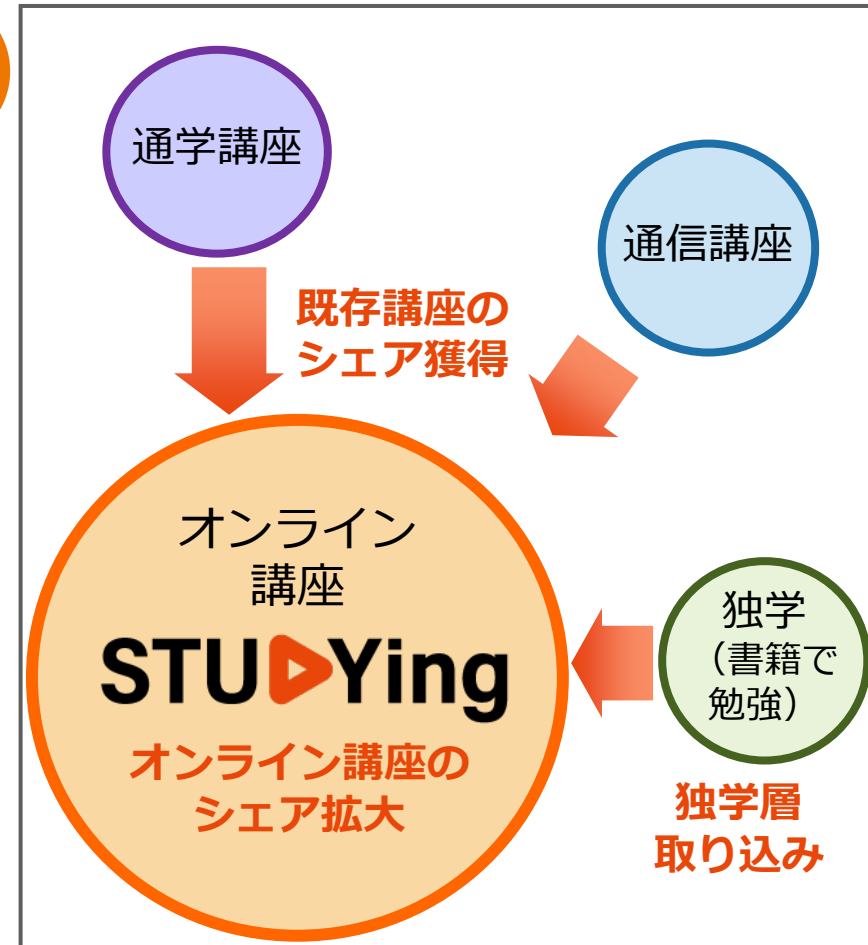 通学講座
通信講座
既存講座の
シェア獲得
オンライン
講座
STUDYing
オンライン講座の
シェア拡大
独学
（書籍で
勉強）
独学層
取り込み